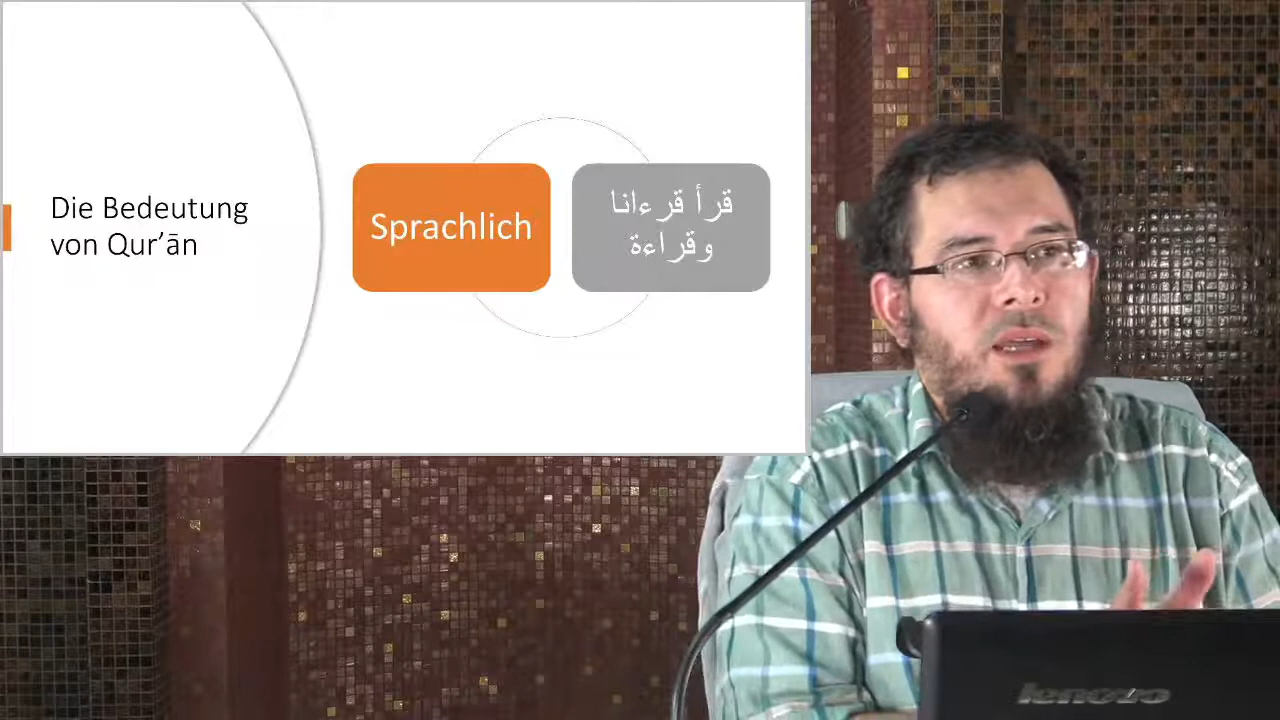 Die Bedeutung
von Qur’ān
Sprachlich
قرأ قرءانا
وقراءة
lenovo